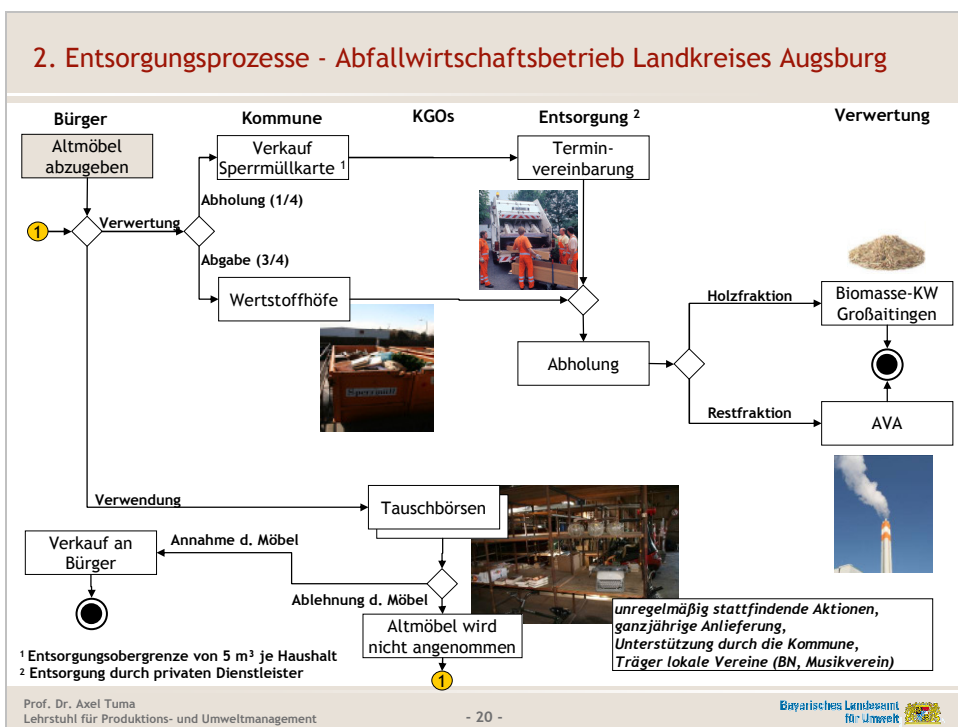 2. Entsorgungsprozesse - Abfallwirtschaftsbetrieb Landkreises Augsburg
Bürger
Kommune
KGOs
Entsorgung ²
Verwertung
Altmöbel
abzugeben
Verkauf
Sperrmüllkarte ¹
Termin-
vereinbarung
Abholung (1/4)
1
Verwertung
Abgabe (3/4)
Wertstoffhöfe
Holzfraktion
Biomasse-KW
Großaitingen
Abholung
Sperrmüll
Restfraktion
AVA
Verwendung
Tauschbörsen
Verkauf an
Bürger
Annahme d. Möbel
Ablehnung d. Möbel
Altmöbel wird
nicht angenommen
1
unregelmäßig stattfindende Aktionen,
ganzjährige Anlieferung,
Unterstützung durch die Kommune,
Träger lokale Vereine (BN, Musikverein)
¹ Entsorgungsobergrenze von 5 m³ je Haushalt
² Entsorgung durch privaten Dienstleister
Prof. Dr. Axel Tuma
Lehrstuhl für Produktions- und Umweltmanagement
- 20 -
Bayerisches Landesamt
für Umwelt